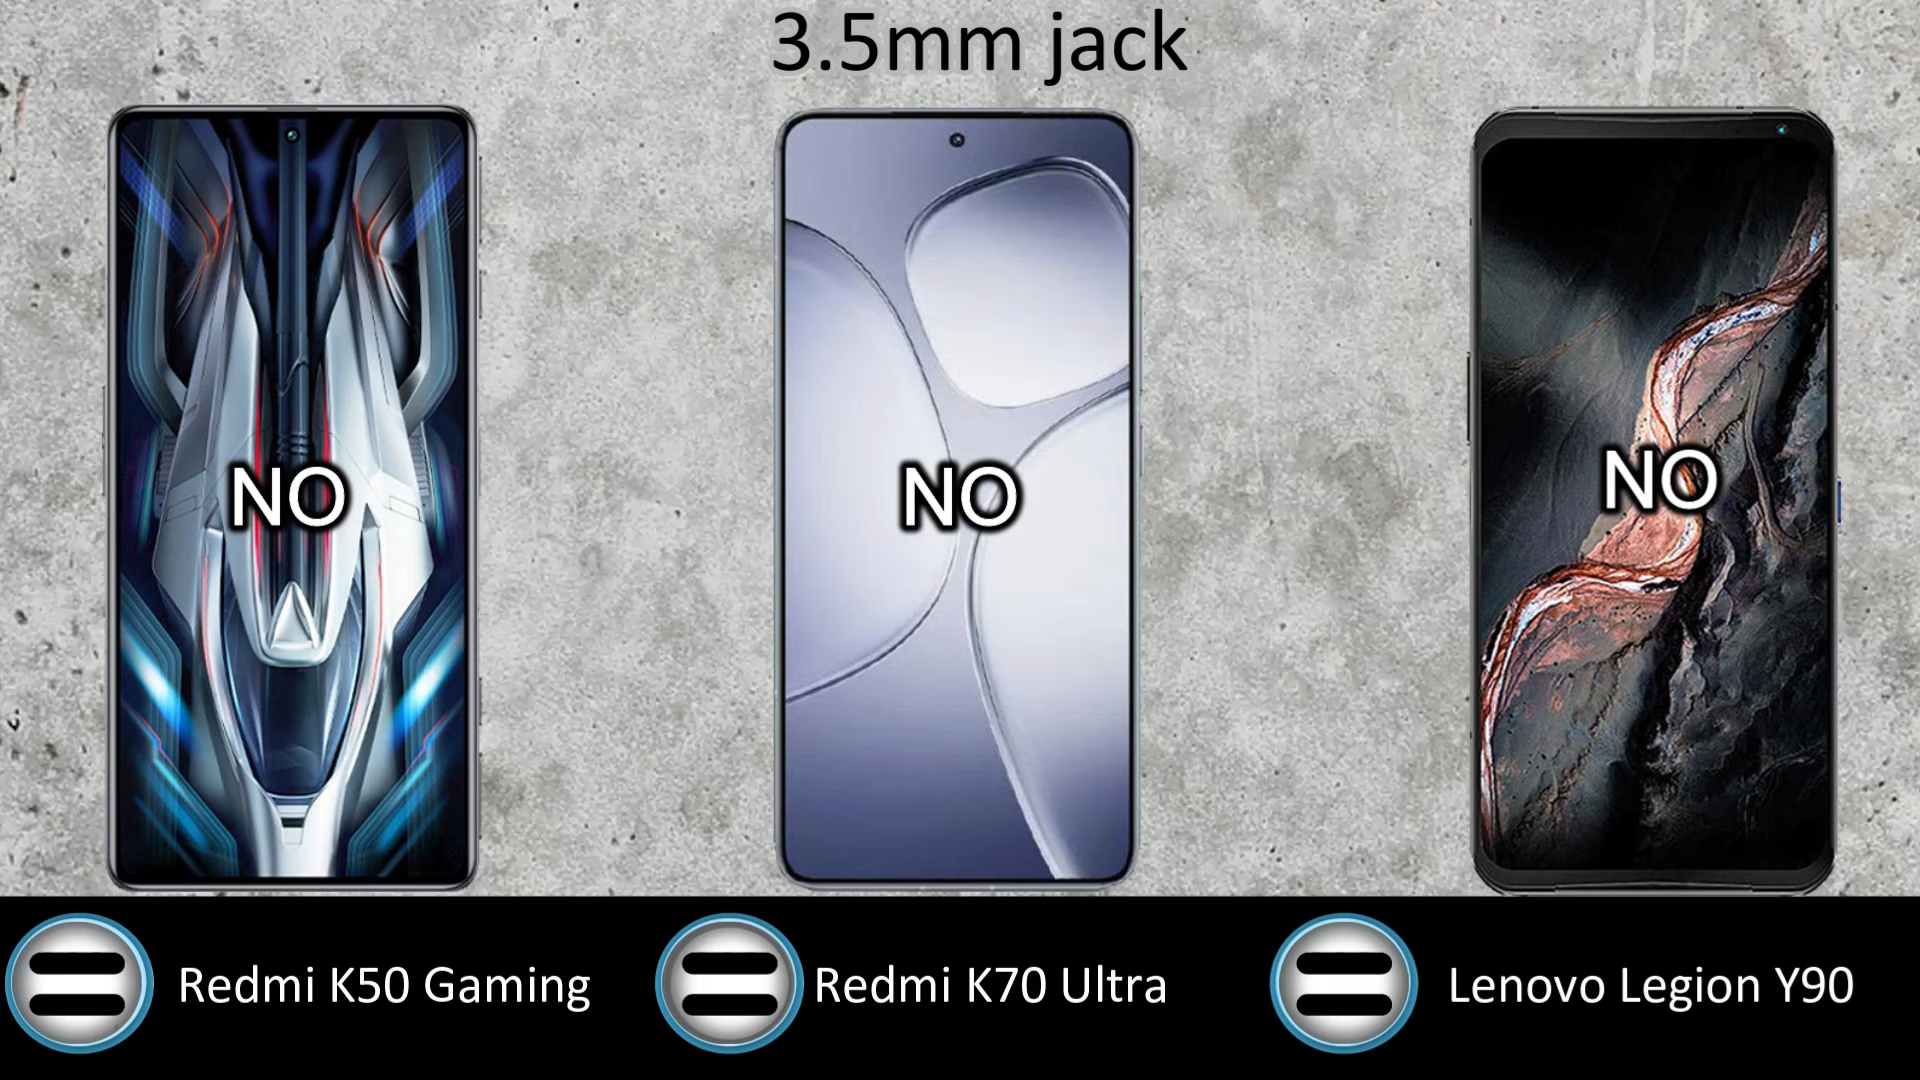 3.5mm jack
NO
NO
NO
Redmi K50 Gaming
Redmi K70 Ultra
Lenovo Legion Y90